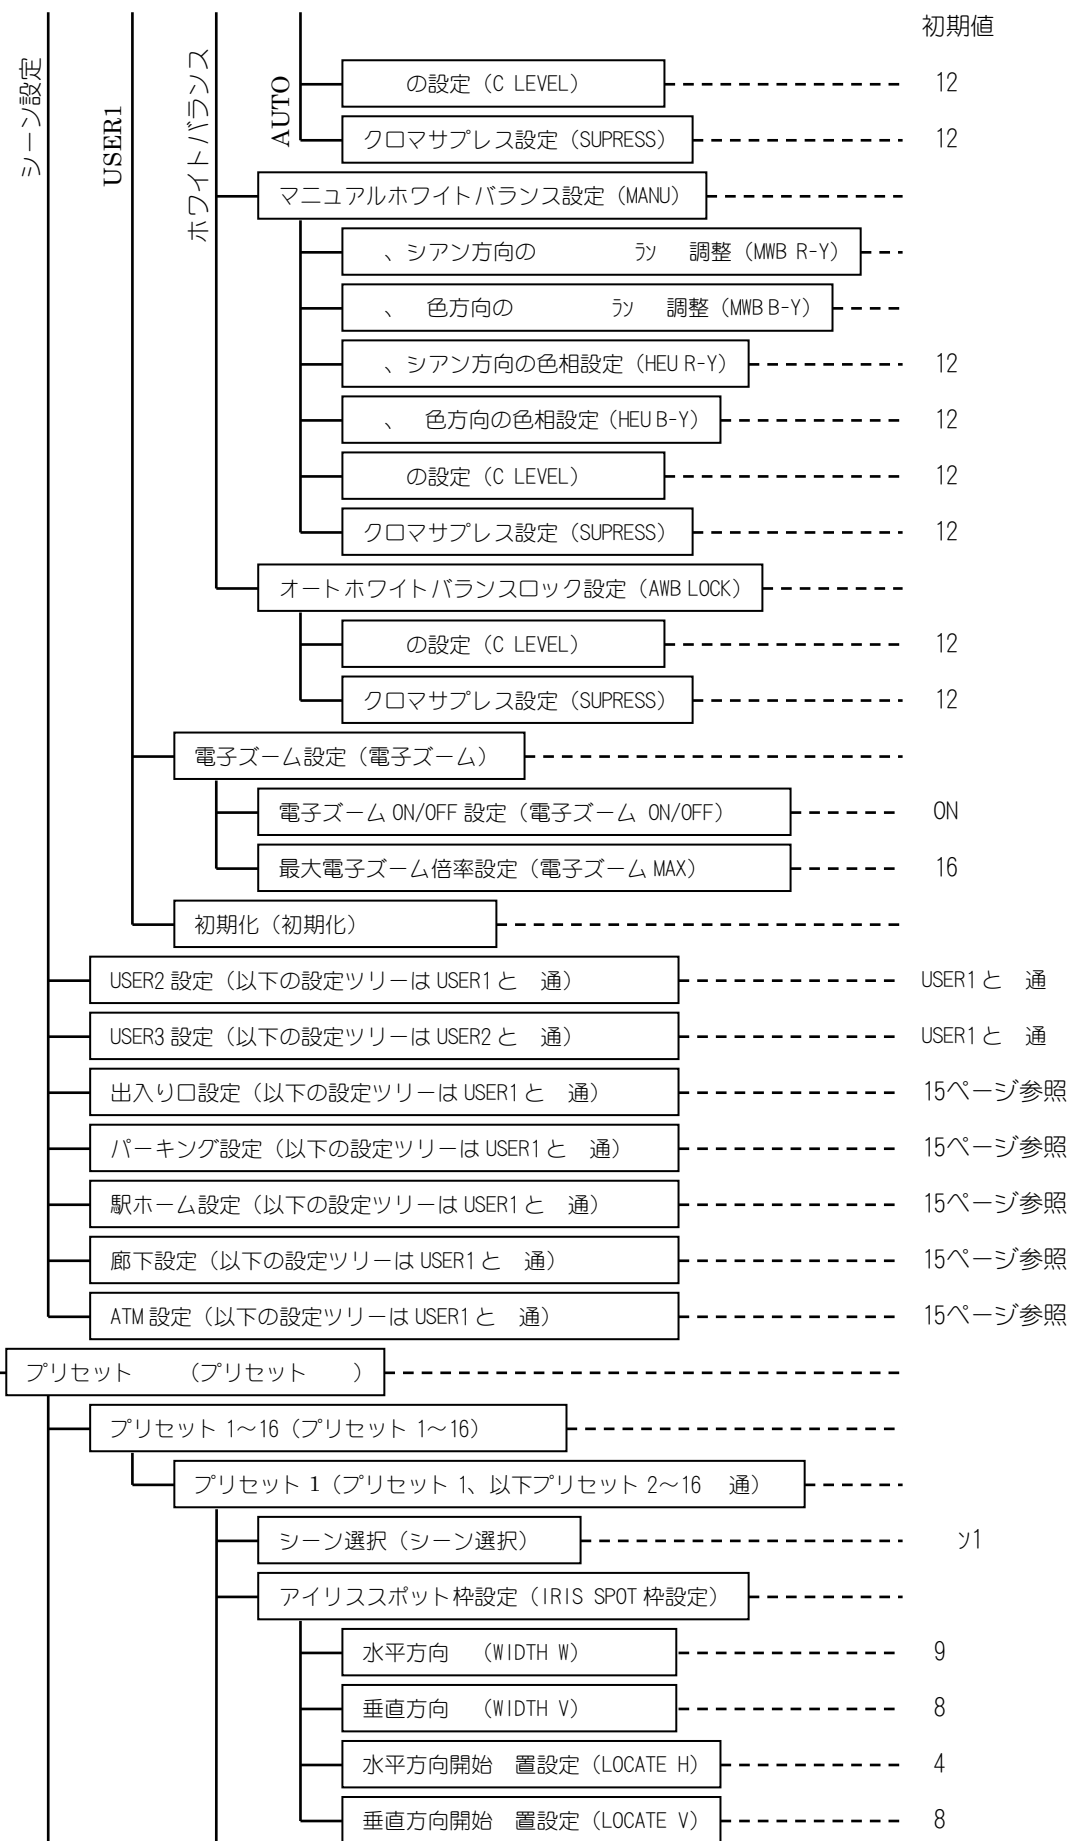 初期値
シーン設定
USER1
ホワイトバランス
AUTO
の設定（C LEVEL） 12
クロマサプレス設定（SUPRESS） 12
マニュアルホワイトバランス設定（MANU）
、シアン方向の ﾗﾝ 調整（MWB R-Y）
、 色方向の ﾗﾝ 調整（MWB B-Y）
、シアン方向の色相設定（HEU R-Y） 12
、 色方向の色相設定（HEU B-Y） 12
の設定（C LEVEL） 12
クロマサプレス設定（SUPRESS） 12
オートホワイトバランスロック設定（AWB LOCK）
の設定（C LEVEL） 12
クロマサプレス設定（SUPRESS） 12
電子ズーム設定（電子ズーム）
電子ズーム ON/OFF 設定（電子ズーム ON/OFF） ON
最大電子ズーム倍率設定（電子ズーム MAX） 16
初期化（初期化）
USER2 設定（以下の設定ツリーは USER1 と 通） USER1 と 通
USER3 設定（以下の設定ツリーは USER2 と 通） USER1 と 通
出入り口設定（以下の設定ツリーは USER1 と 通） 15ページ参照
パーキング設定（以下の設定ツリーは USER1 と 通） 15ページ参照
駅ホーム設定（以下の設定ツリーは USER1 と 通） 15ページ参照
廊下設定（以下の設定ツリーは USER1 と 通） 15ページ参照
ATM 設定（以下の設定ツリーは USER1 と 通） 15ページ参照
プリセット （プリセット ）
プリセット 1～16（プリセット 1～16）
プリセット 1（プリセット 1、以下プリセット 2～16 通）
シーン選択（シーン選択） ﾝ1
アイリススポット枠設定（IRIS SPOT 枠設定）
水平方向 （WIDTH W） 9
垂直方向 （WIDTH V） 8
水平方向開始 置設定（LOCATE H） 4
垂直方向開始 置設定（LOCATE V） 8